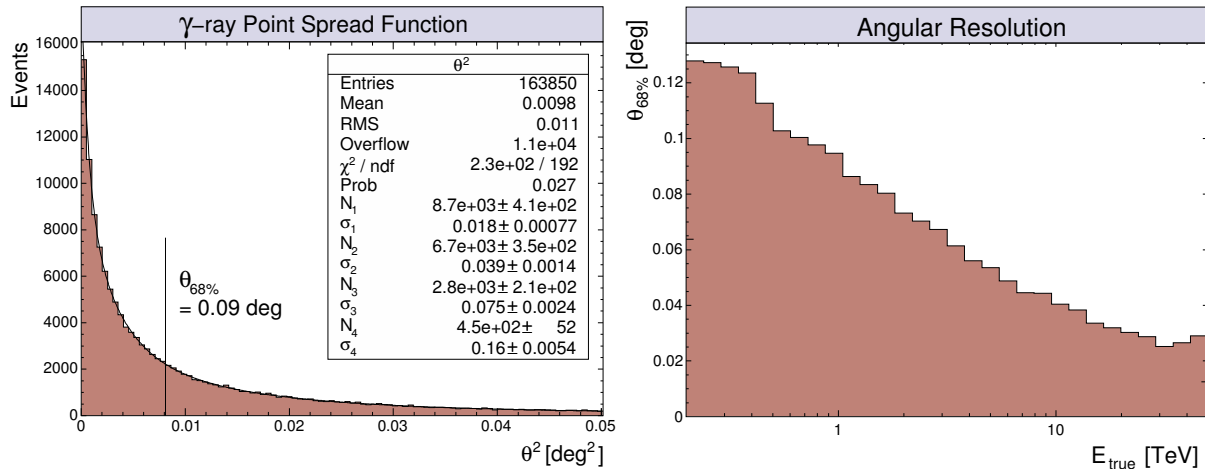 γ-ray Point Spread Function
Events
16000
14000
12000
10000
8000
6000
4000
2000
0
θ²
Entries 163850
Mean 0.0098
RMS 0.011
Overflow 1.1e+04
χ² / ndf 2.3e+02 / 192
Prob 0.027
N₁ 8.7e+03 ± 4.1e+02
σ₁ 0.018 ± 0.00077
N₂ 6.7e+03 ± 3.5e+02
σ₂ 0.039 ± 0.0014
N₃ 2.8e+03 ± 2.1e+02
σ₃ 0.075 ± 0.0024
N₄ 4.5e+02 ± 52
σ₄ 0.16 ± 0.0054
θ68%
= 0.09 deg
0 0.01 0.02 0.03 0.04 0.05
θ² [deg²]
Angular Resolution
θ68% [deg]
0.12
0.1
0.08
0.06
0.04
0.02
0
1 10
E_true [TeV]